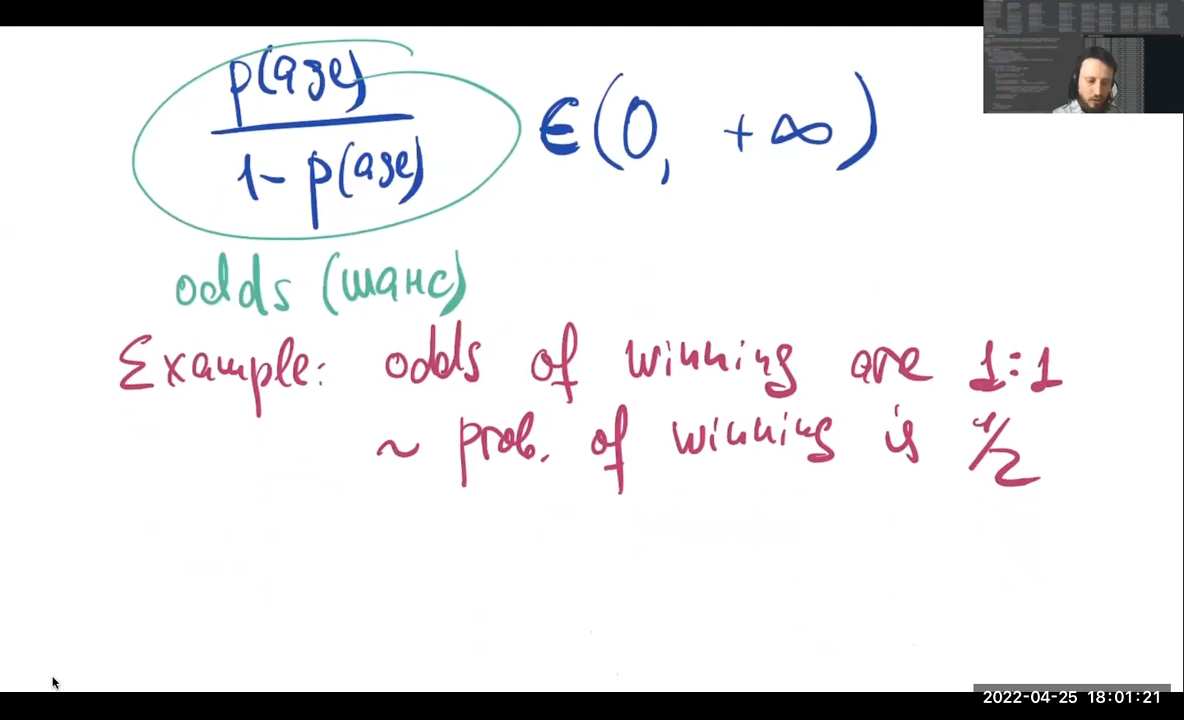 p(age)
1 - p(age)
∈ (0, +∞)
odds (шанс)
Example: odds of winning are 1:1
~ prob. of winning is 1/2
2022-04-25 18:01:21